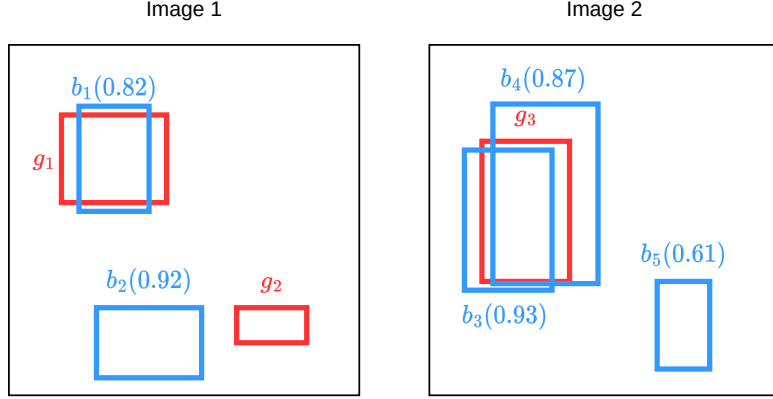 Image 1
b₁(0.82)
g₁
b₂(0.92)
g₂
Image 2
b₄(0.87)
g₃
b₃(0.93)
b₅(0.61)